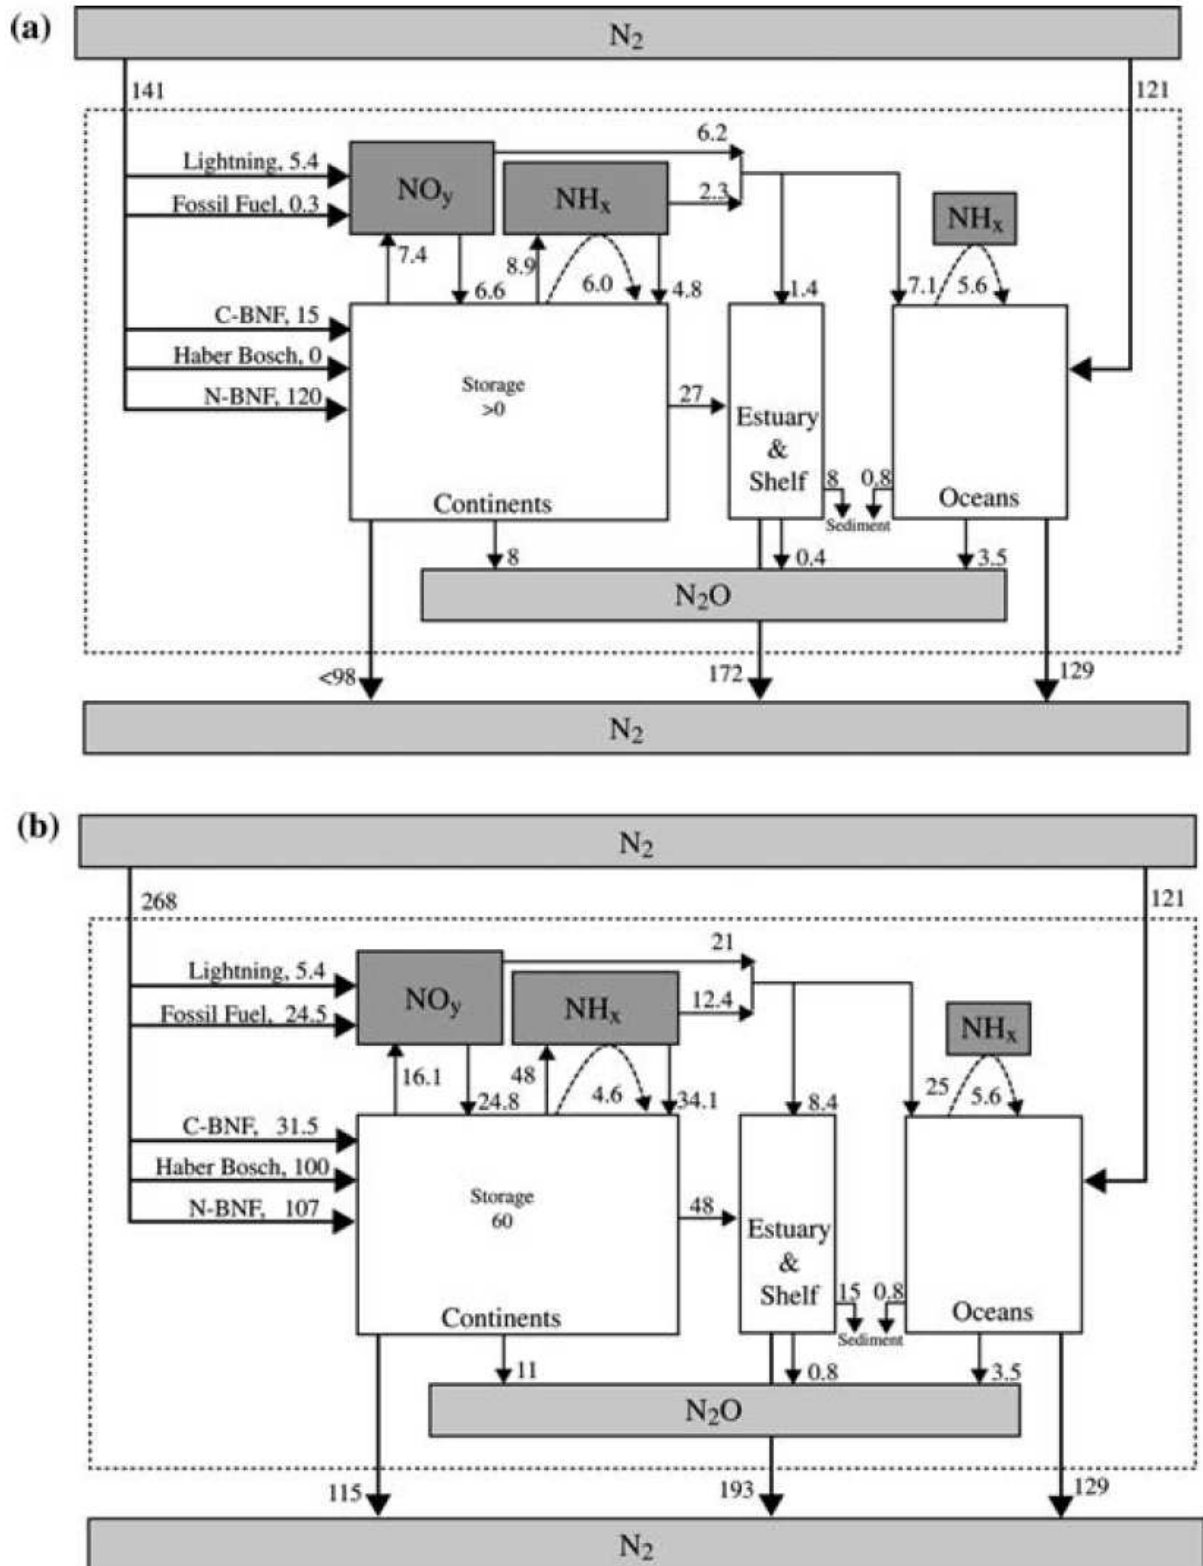 (a)
N2
141
121
Lightning, 5.4
Fossil Fuel, 0.3
NOy
NHx
6.2
2.3
NHx
7.4
6.6
8.9
6.0
4.8
1.4
7.1
5.6
C-BNF, 15
Haber Bosch, 0
N-BNF, 120
Storage
>0
27
Estuary
&
Shelf
8
0.8
Sediment
Continents
Oceans
8
0.4
3.5
N2O
<98
172
129
N2
(b)
N2
268
121
Lightning, 5.4
Fossil Fuel, 24.5
NOy
NHx
21
12.4
NHx
16.1
24.8
48
4.6
34.1
8.4
25
5.6
C-BNF, 31.5
Haber Bosch, 100
N-BNF, 107
Storage
60
48
Estuary
&
Shelf
15
0.8
Sediment
Continents
Oceans
11
0.8
3.5
N2O
115
193
129
N2